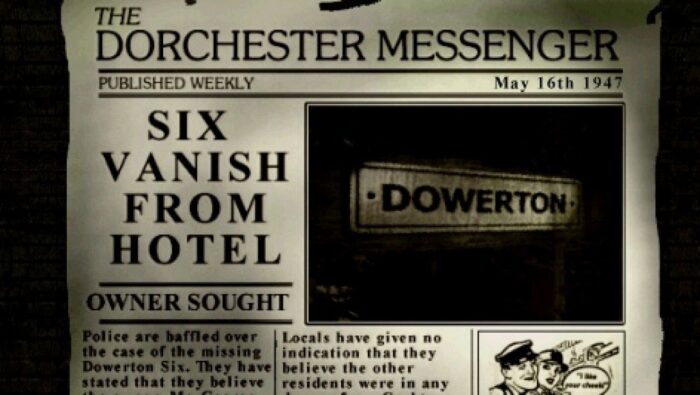 THE
DORCHESTER MESSENGER
PUBLISHED WEEKLY
May 16th 1947
SIX
VANISH
FROM
HOTEL
OWNER SOUGHT
·DOWERTON·
Police are baffled over
the case of the missing
Dowerton Six. They have
stated that they believe
Locals have given no
indication that they
believe the other
residents were in any
"I like
your cheek!"